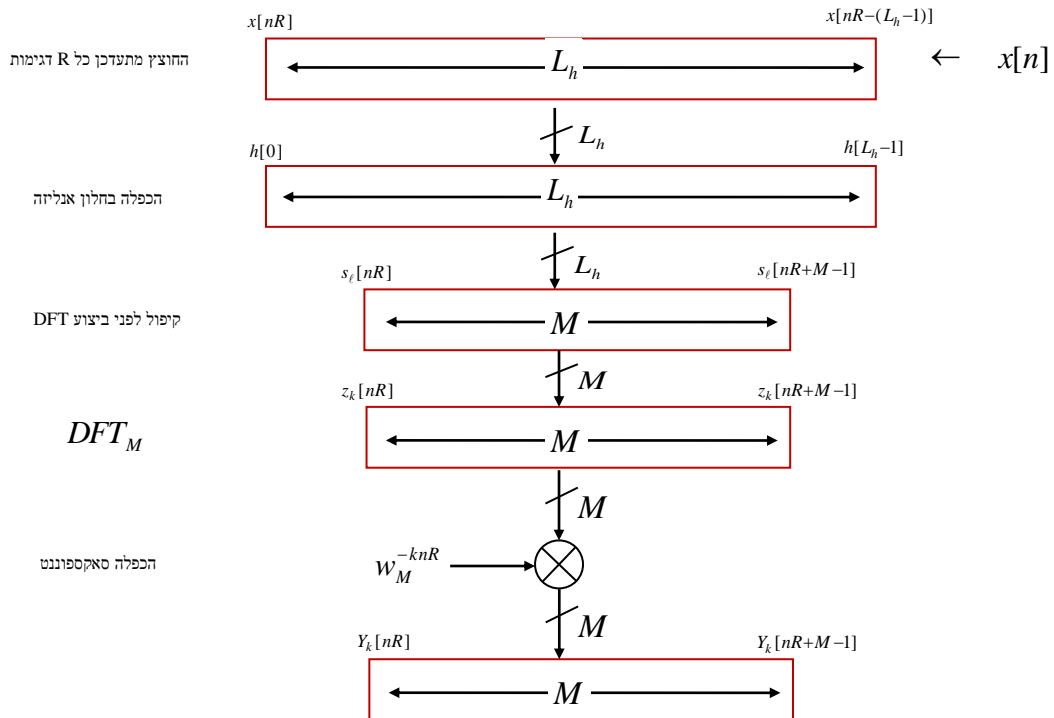 x[nR]
x[nR−(L_h−1)]
החוצץ מתעדכן כל R דגימות
L_h
← x[n]
L_h
h[0]
h[L_h−1]
הכפלה בחלון אנליזה
L_h
L_h
s_ℓ[nR]
s_ℓ[nR+M−1]
קיפול לפני ביצוע DFT
M
M
z_k[nR]
z_k[nR+M−1]
DFT_M
M
M
הכפלה סאקספוננט
w_M^{−knR}
M
Y_k[nR]
Y_k[nR+M−1]
M